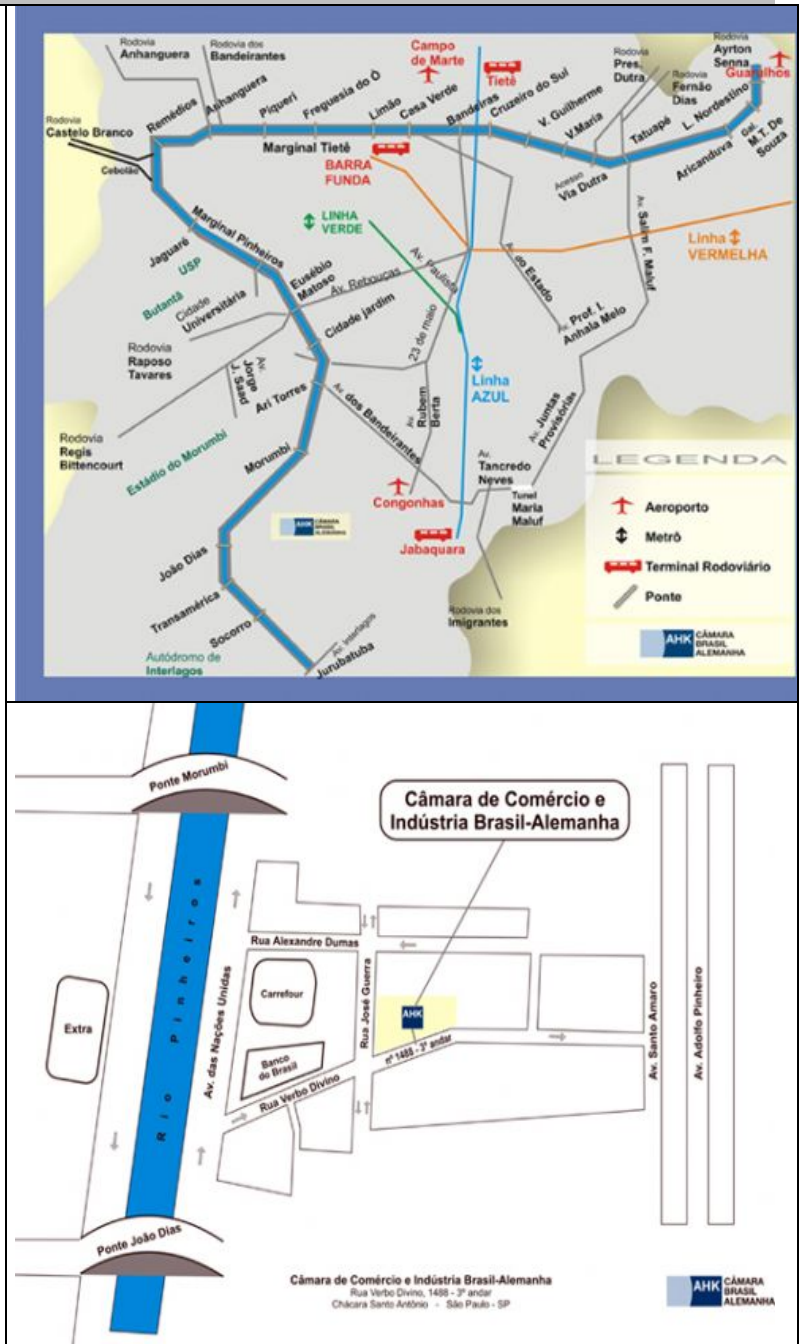 Rodovia
Anhanguera
Rodovia dos
Bandeirantes
Campo
de Marte
Tietê
Rodovia
Pres.
Dutra
Rodovia
Fernão
Dias
Rodovia
Ayrton
Senna
Guarulhos
Rodovia
Castelo Branco
Cebolão
Remédios
Anhanguera
Piqueri
Freguesia do Ô
Limão
Casa Verde
Bandeiras
Cruzeiro do Sul
V. Guilherme
V.Maria
Acesso
Via Dutra
Tatuapé
L. Nordestino
Aricanduva
Gal.
M.T. De
Souza
Marginal Tietê
BARRA
FUNDA
LINHA
VERDE
Linha
VERMELHA
Marginal Pinheiros
Jaguaré
USP
Butantã
Cidade
Universitária
Eusébio
Matoso
Av. Rebouças
Av. Paulista
Av. do Estado
Av. Salim F. Maluf
Av. Prof. I.
Anhala Melo
Cidade jardim
23 de maio
Rodovia
Raposo
Tavares
Av.
Jorge
J. Saad
Ari Torres
Av. dos Bandeirantes
Av.
Rubem
Berta
Linha
AZUL
Av. Juntas
Provisórias
Rodovia
Regis
Bittencourt
Estádio do Morumbi
Morumbi
Av.
Tancredo
Neves
Tunel
Maria
Maluf
Congonhas
Jabaquara
CÂMARA
BRASIL
ALEMANHA
João Dias
Transamérica
Socorro
Autódromo de
Interlagos
Av. Interlagos
Jurubatuba
Rodovia dos
Imigrantes
LEGENDA
Aeroporto
Metrô
Terminal Rodoviário
Ponte
AHK CÂMARA
BRASIL
ALEMANHA
Ponte Morumbi
Câmara de Comércio e
Indústria Brasil-Alemanha
Rio Pinheiros
Av. das Nações Unidas
Rua Alexandre Dumas
Carrefour
Rua José Guerra
AHK
Extra
Banco
do Brasil
nº 1488 - 3º andar
Rua Verbo Divino
Av. Santo Amaro
Av. Adolfo Pinheiro
Ponte João Dias
Câmara de Comércio e Indústria Brasil-Alemanha
Rua Verbo Divino, 1488 - 3º andar
Chácara Santo Antônio - São Paulo - SP
AHK CÂMARA
BRASIL
ALEMANHA